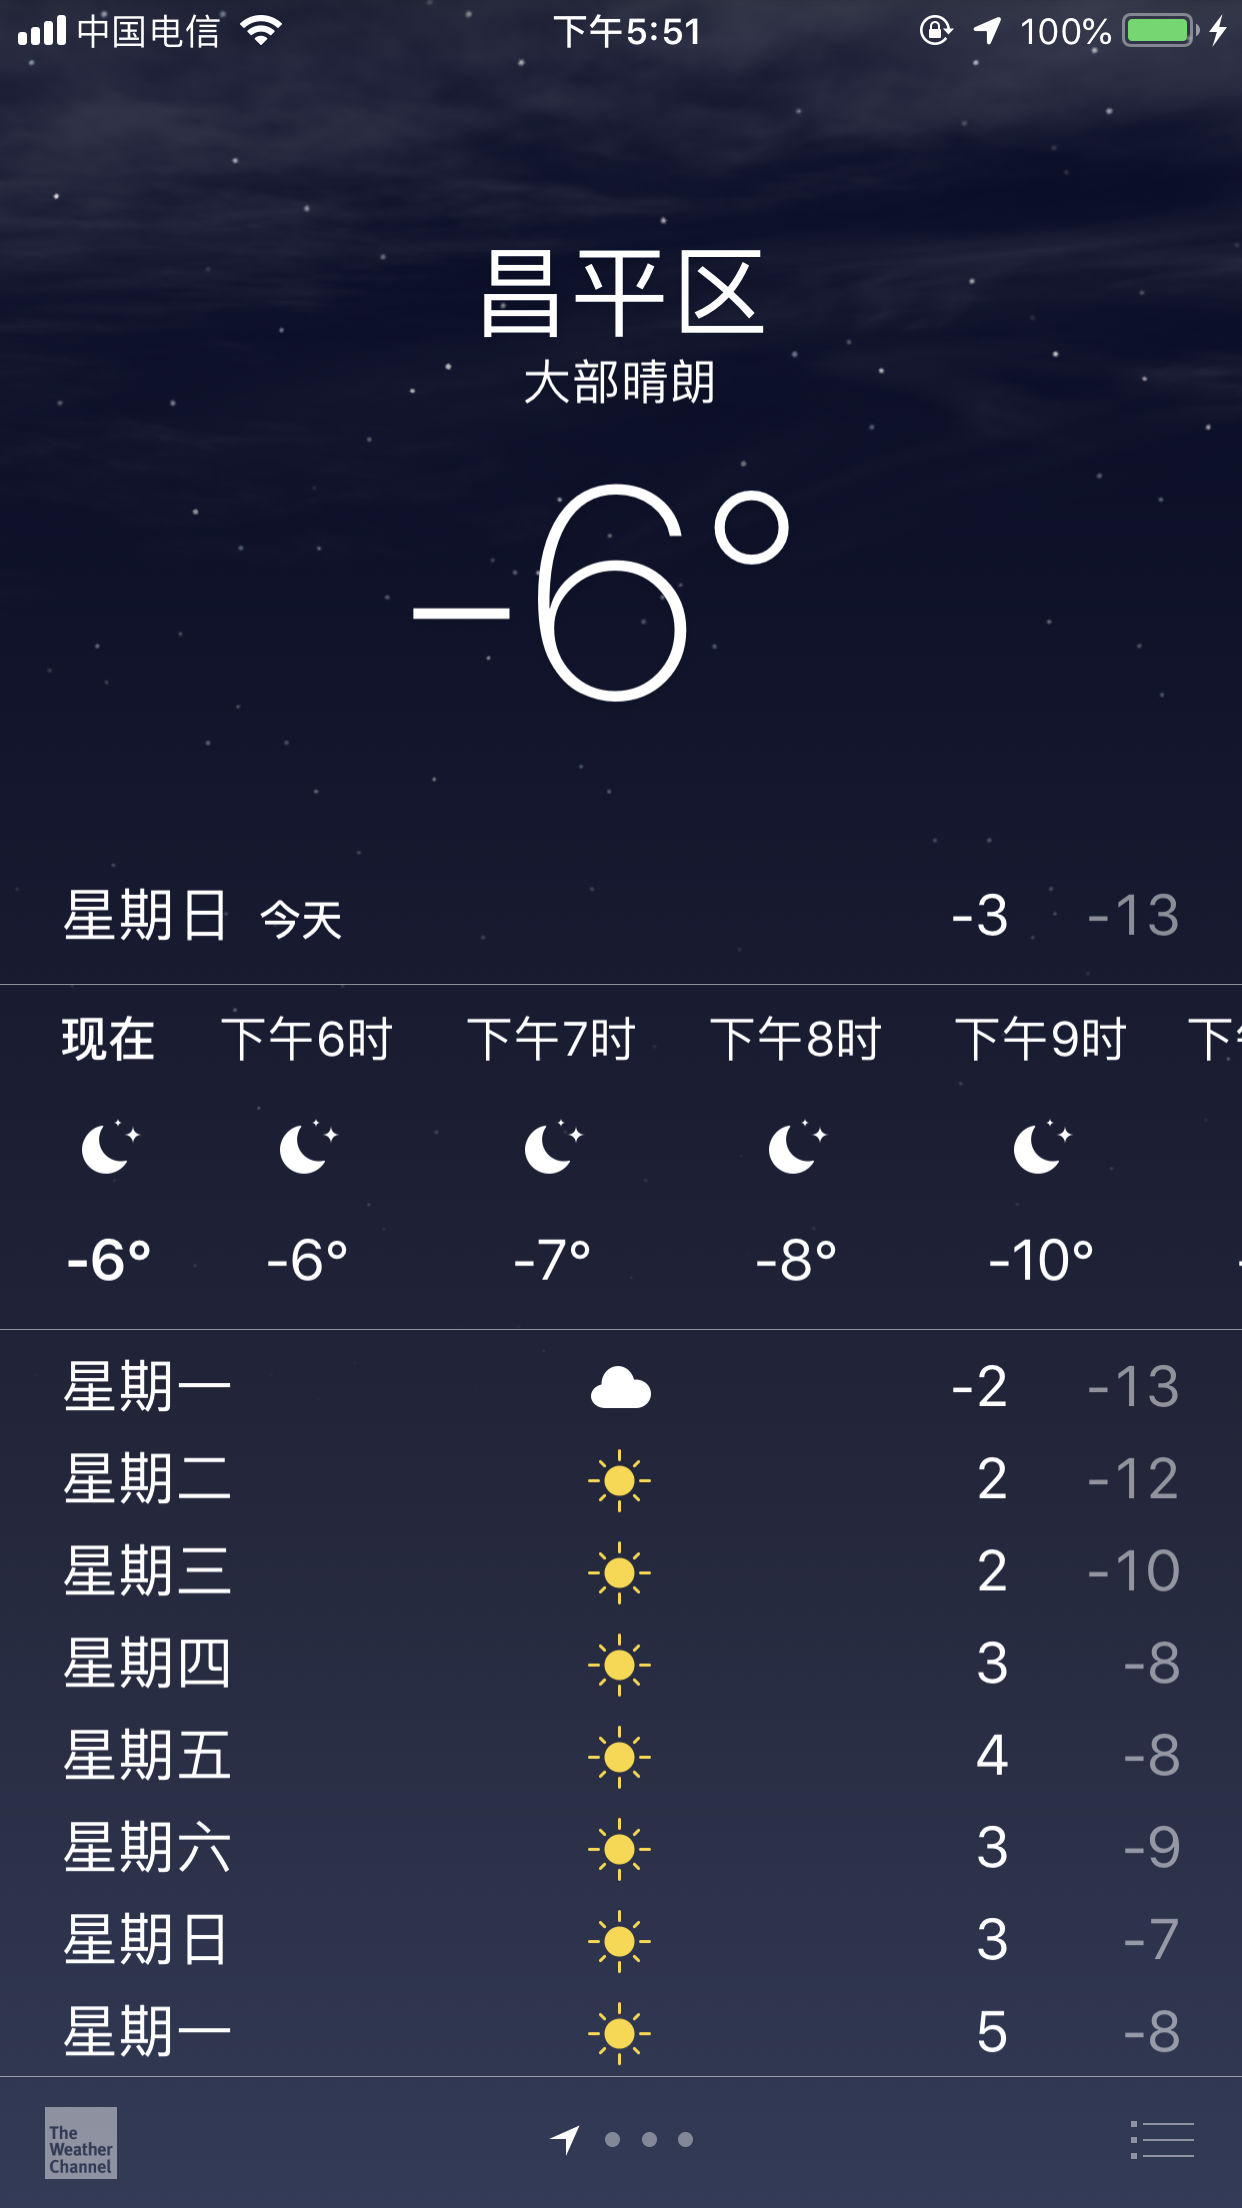 中国电信 下午5:51 100%
昌平区
大部晴朗
-6°
星期日 今天 -3 -13
现在 下午6时 下午7时 下午8时 下午9时 下
-6° -6° -7° -8° -10° -
星期一 -2 -13
星期二 2 -12
星期三 2 -10
星期四 3 -8
星期五 4 -8
星期六 3 -9
星期日 3 -7
星期一 5 -8
The
Weather
Channel